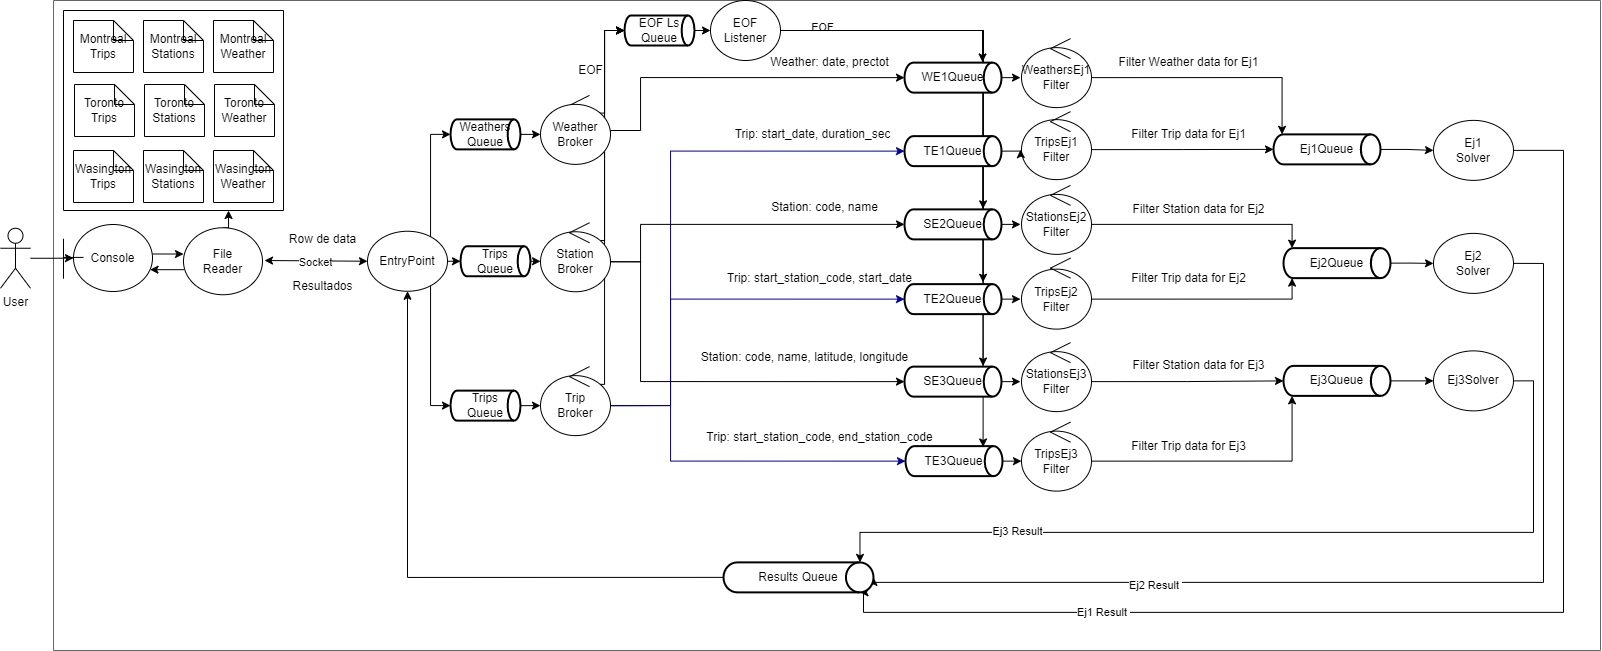 Montreal
Trips
Montreal
Stations
Montreal
Weather
Toronto
Trips
Toronto
Stations
Toronto
Weather
Wasington
Trips
Wasington
Stations
Wasington
Weather
User
Console
File
Reader
Row de data
Socket
Resultados
EntryPoint
Weathers
Queue
Trips
Queue
Trips
Queue
Weather
Broker
Station
Broker
Trip
Broker
EOF
EOF Ls
Queue
EOF
Listener
EOF
Weather: date, prectot
Trip: start_date, duration_sec
Station: code, name
Trip: start_station_code, start_date
Station: code, name, latitude, longitude
Trip: start_station_code, end_station_code
WE1Queue
TE1Queue
SE2Queue
TE2Queue
SE3Queue
TE3Queue
WeathersEj1
Filter
TripsEj1
Filter
StationsEj2
Filter
TripsEj2
Filter
StationsEj3
Filter
TripsEj3
Filter
Filter Weather data for Ej1
Filter Trip data for Ej1
Filter Station data for Ej2
Filter Trip data for Ej2
Filter Station data for Ej3
Filter Trip data for Ej3
Ej1Queue
Ej2Queue
Ej3Queue
Ej1
Solver
Ej2
Solver
Ej3Solver
Ej3 Result
Results Queue
Ej2 Result
Ej1 Result